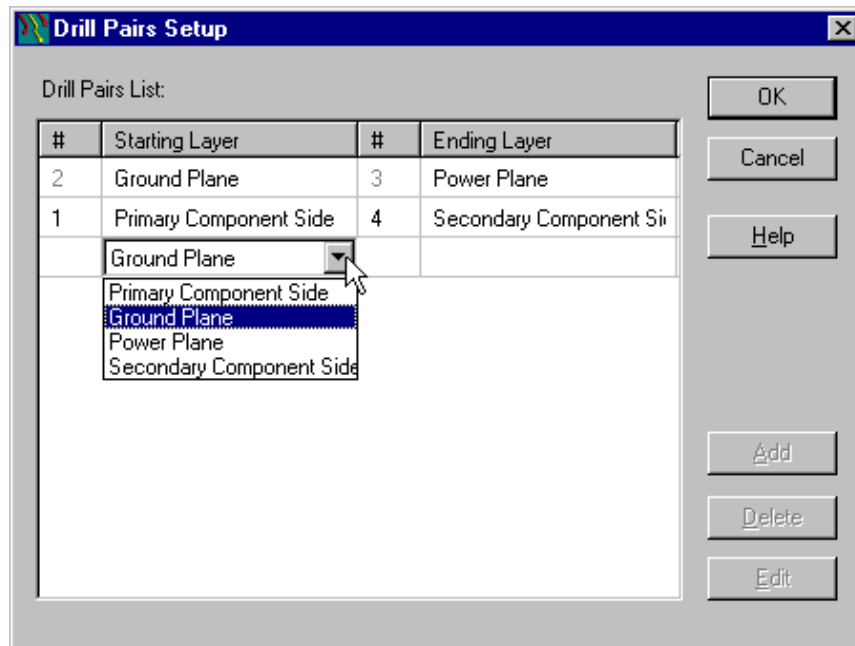 Drill Pairs Setup
Drill Pairs List:
OK
Cancel
Help
# Starting Layer # Ending Layer
2 Ground Plane 3 Power Plane
1 Primary Component Side 4 Secondary Component Si
Ground Plane
Primary Component Side
Ground Plane
Power Plane
Secondary Component Side
Add
Delete
Edit